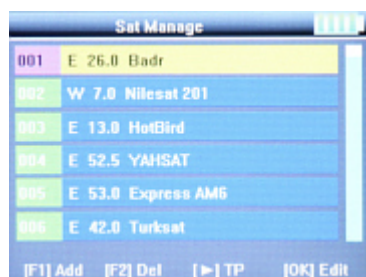 Sat Manage
001 E 26.0 Badr
002 W 7.0 Nilesat 201
003 E 13.0 HotBird
004 E 52.5 YAHSAT
005 E 53.0 Express AM6
006 E 42.0 Turksat
[F1] Add [F2] Del [►] TP [OK] Edit